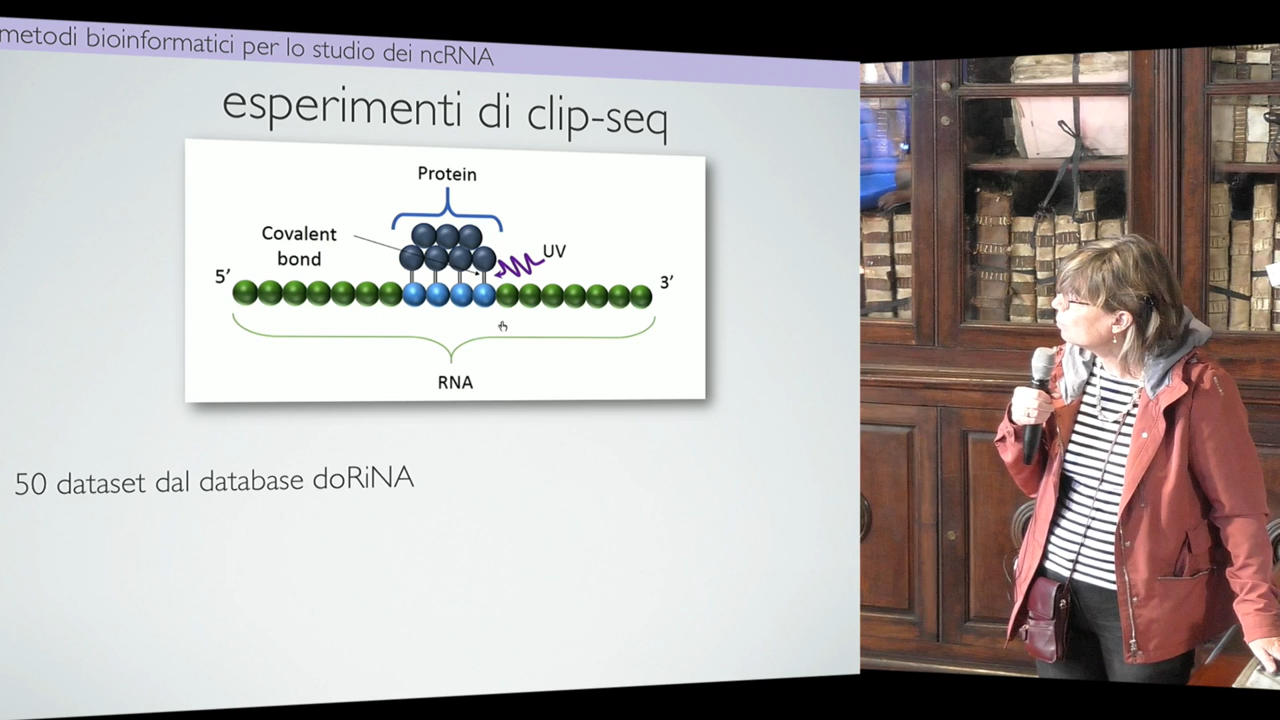 metodi bioinformatici per lo studio dei ncRNA
esperimenti di clip-seq
Protein
Covalent
bond
UV
5’
3’
RNA
50 dataset dal database doRiNA